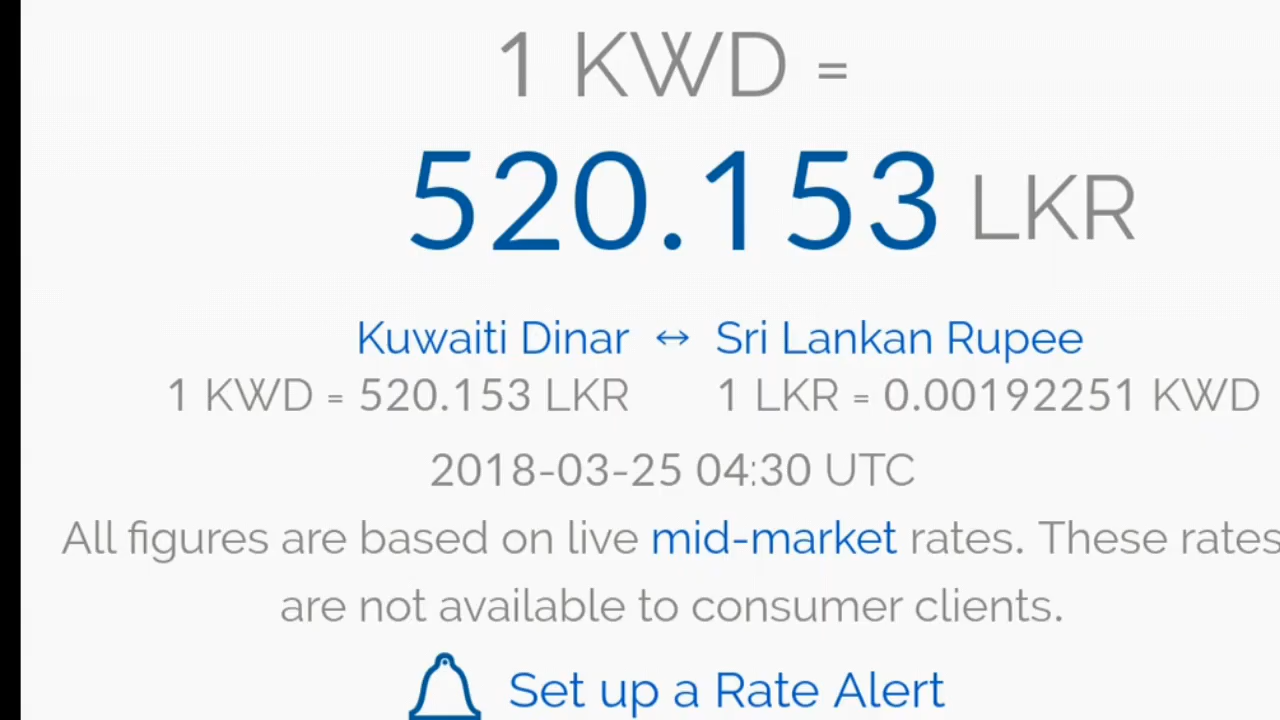 1 KWD =
520.153 LKR
Kuwaiti Dinar ↔ Sri Lankan Rupee
1 KWD = 520.153 LKR 1 LKR = 0.00192251 KWD
2018-03-25 04:30 UTC
All figures are based on live mid-market rates. These rates
are not available to consumer clients.
Set up a Rate Alert